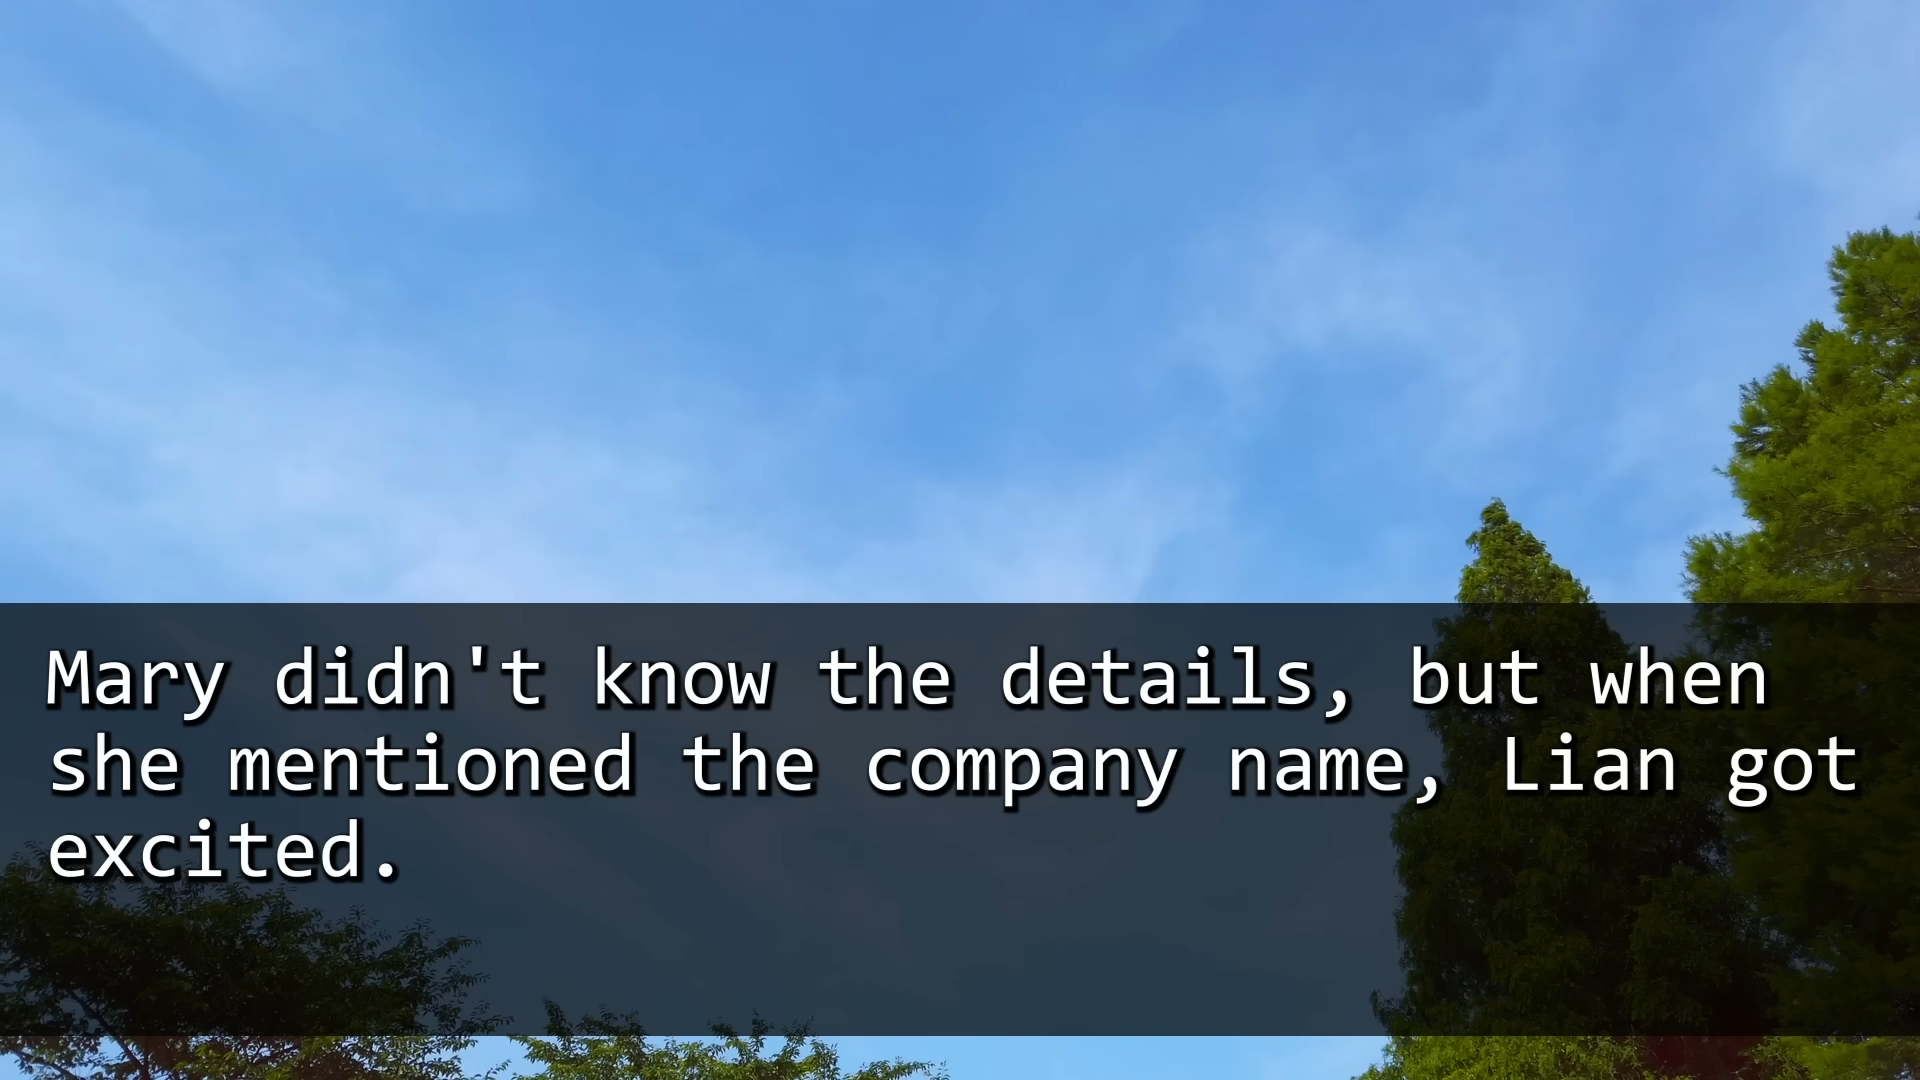 Mary didn't know the details, but when
she mentioned the company name, Lian got
excited.